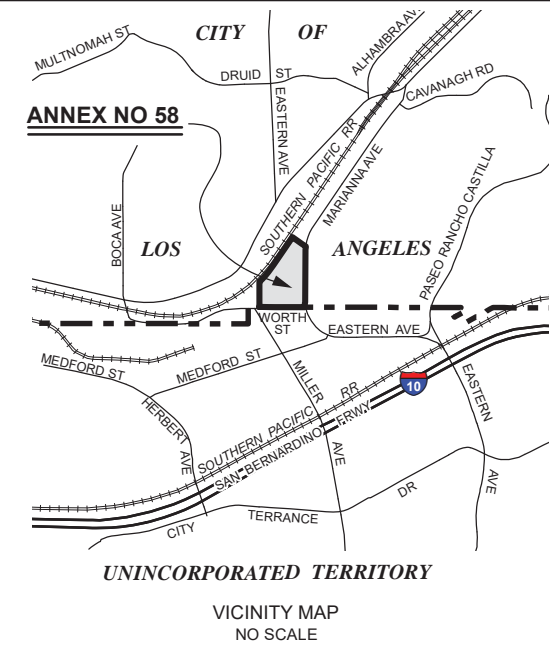 CITY OF
MULTNOMAH ST
ALHAMBRA AVE
DRUID ST
CAVANAGH RD
EASTERN AVE
ANNEX NO 58
SOUTHERN PACIFIC RR
MARIANNA AVE
PASEO RANCHO CASTILLA
BOCA AVE
LOS ANGELES
WORTH ST
EASTERN AVE
MEDFORD ST
MEDFORD ST
MILLER AVE
HERBERT AVE
SOUTHERN PACIFIC RR
10
EASTERN AVE
SAN BERNARDINO FRWY
CITY TERRANCE DR
UNINCORPORATED TERRITORY
VICINITY MAP
NO SCALE